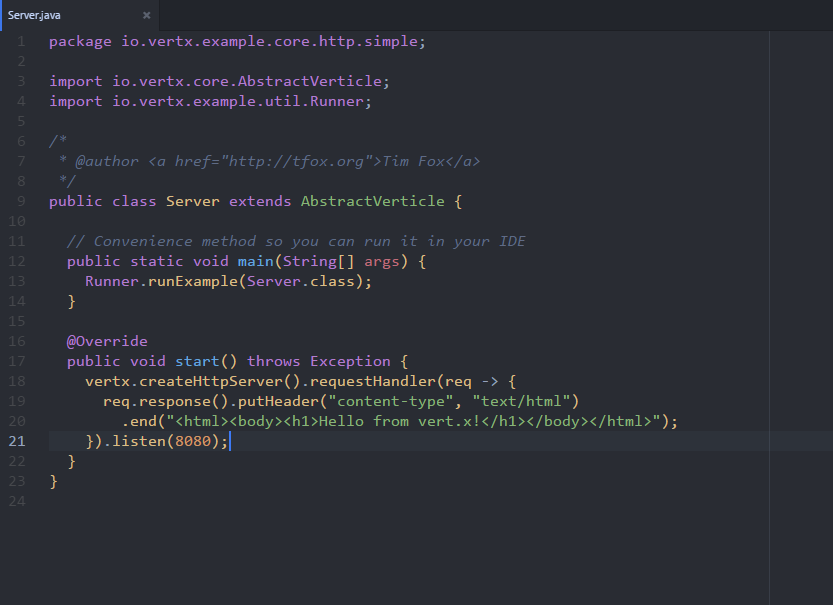 Server.java
1 package io.vertx.example.core.http.simple;
2
3 import io.vertx.core.AbstractVerticle;
4 import io.vertx.example.util.Runner;
5
6 /*
7  * @author <a href="http://tfox.org">Tim Fox</a>
8  */
9 public class Server extends AbstractVerticle {
10
11   // Convenience method so you can run it in your IDE
12   public static void main(String[] args) {
13     Runner.runExample(Server.class);
14   }
15
16   @Override
17   public void start() throws Exception {
18     vertx.createHttpServer().requestHandler(req -> {
19       req.response().putHeader("content-type", "text/html")
20         .end("<html><body><h1>Hello from vert.x!</h1></body></html>");
21     }).listen(8080);
22   }
23 }
24